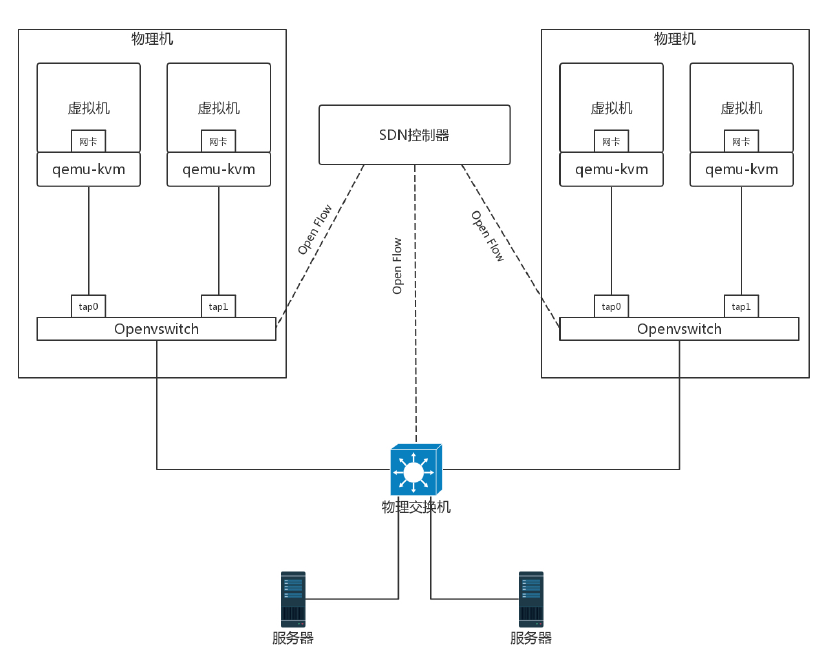 物理机
虚拟机
网卡
qemu-kvm
虚拟机
网卡
qemu-kvm
tap0
tap1
Openvswitch
SDN控制器
Open Flow
Open Flow
Open Flow
物理机
虚拟机
网卡
qemu-kvm
虚拟机
网卡
qemu-kvm
tap0
tap1
Openvswitch
物理交换机
服务器
服务器